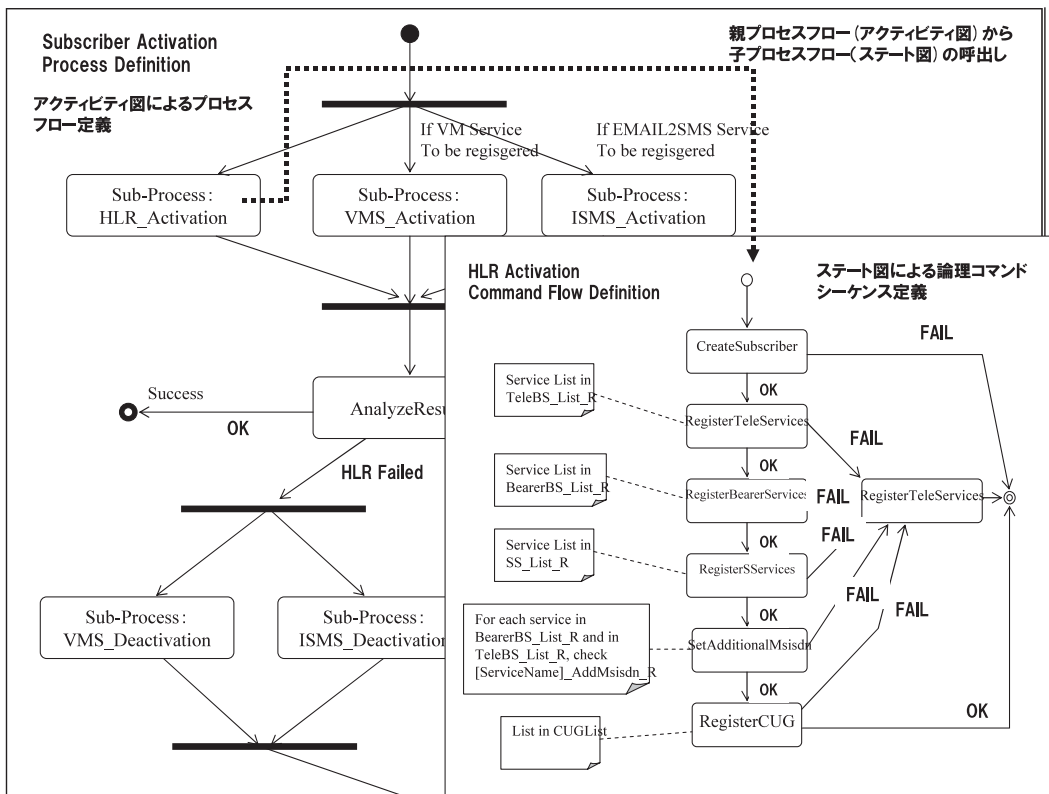 Subscriber Activation
Process Definition
親プロセスフロー(アクティビティ図)から
子プロセスフロー(ステート図)の呼出し
アクティビティ図によるプロセス
フロー定義
If VM Service
To be regisgered
If EMAIL2SMS Service
To be regisgered
Sub-Process:
HLR_Activation
Sub-Process:
VMS_Activation
Sub-Process:
ISMS_Activation
Success
OK
AnalyzeResu
HLR Failed
Sub-Process:
VMS_Deactivation
Sub-Process:
ISMS_Deactivation
HLR Activation
Command Flow Definition
ステート図による論理コマンド
シーケンス定義
CreateSubscriber
FAIL
OK
Service List in
TeleBS_List_R
RegisterTeleServices
FAIL
OK
Service List in
BearerBS_List_R
RegisterBearerServices
FAIL
RegisterTeleServices
OK
FAIL
Service List in
SS_List_R
RegisterSServices
OK
FAIL
FAIL
For each service in
BearerBS_List_R and in
TeleBS_List_R, check
[ServiceName]_AddMsisdn_R
SetAdditionalMsisdn
OK
List in CUGList
RegisterCUG
OK